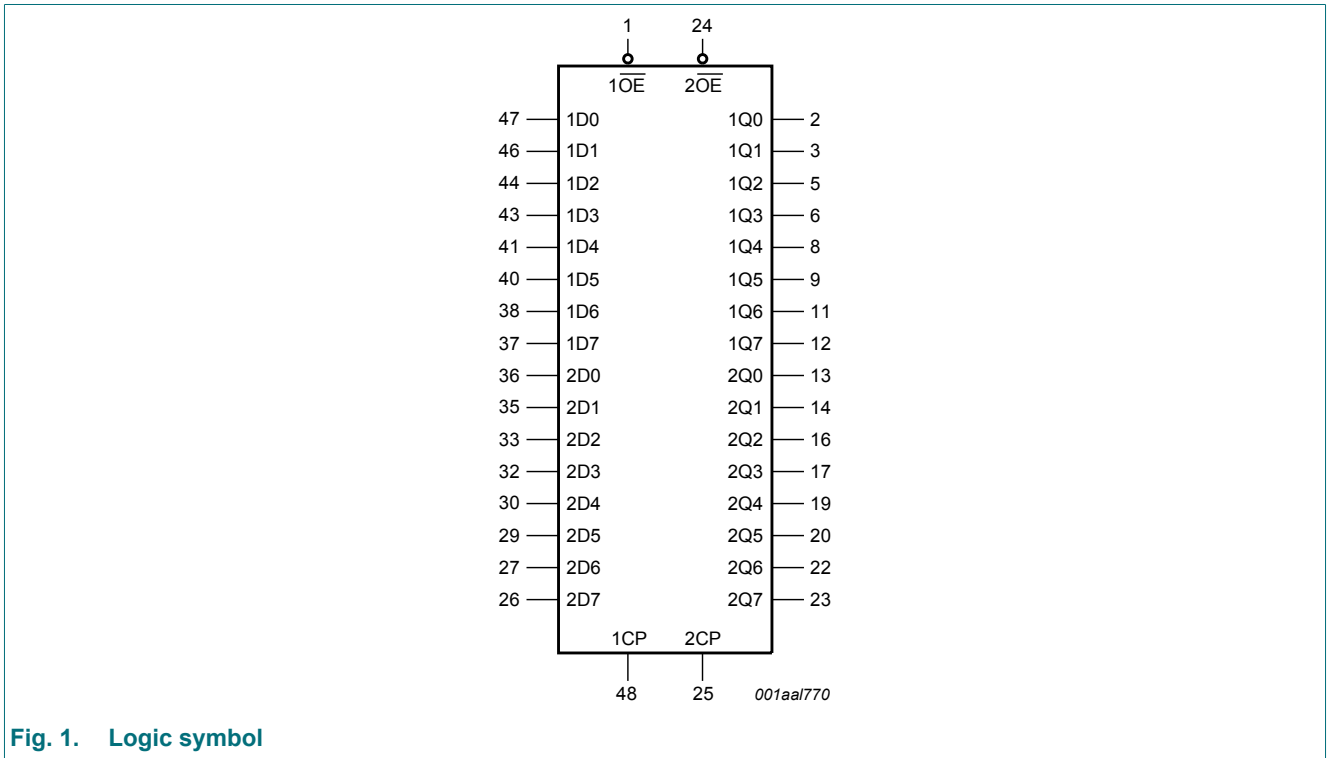 1 24
1OE 2OE
47 1D0 1Q0 2
46 1D1 1Q1 3
44 1D2 1Q2 5
43 1D3 1Q3 6
41 1D4 1Q4 8
40 1D5 1Q5 9
38 1D6 1Q6 11
37 1D7 1Q7 12
36 2D0 2Q0 13
35 2D1 2Q1 14
33 2D2 2Q2 16
32 2D3 2Q3 17
30 2D4 2Q4 19
29 2D5 2Q5 20
27 2D6 2Q6 22
26 2D7 2Q7 23
1CP 2CP
48 25 001aal770
Fig. 1. Logic symbol